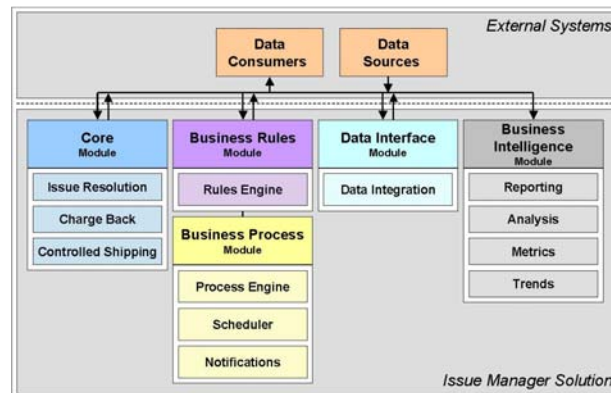 External Systems
Data
Consumers
Data
Sources
Core
Module
Issue Resolution
Charge Back
Controlled Shipping
Business Rules
Module
Rules Engine
Business Process
Module
Process Engine
Scheduler
Notifications
Data Interface
Module
Data Integration
Business
Intelligence
Module
Reporting
Analysis
Metrics
Trends
Issue Manager Solution